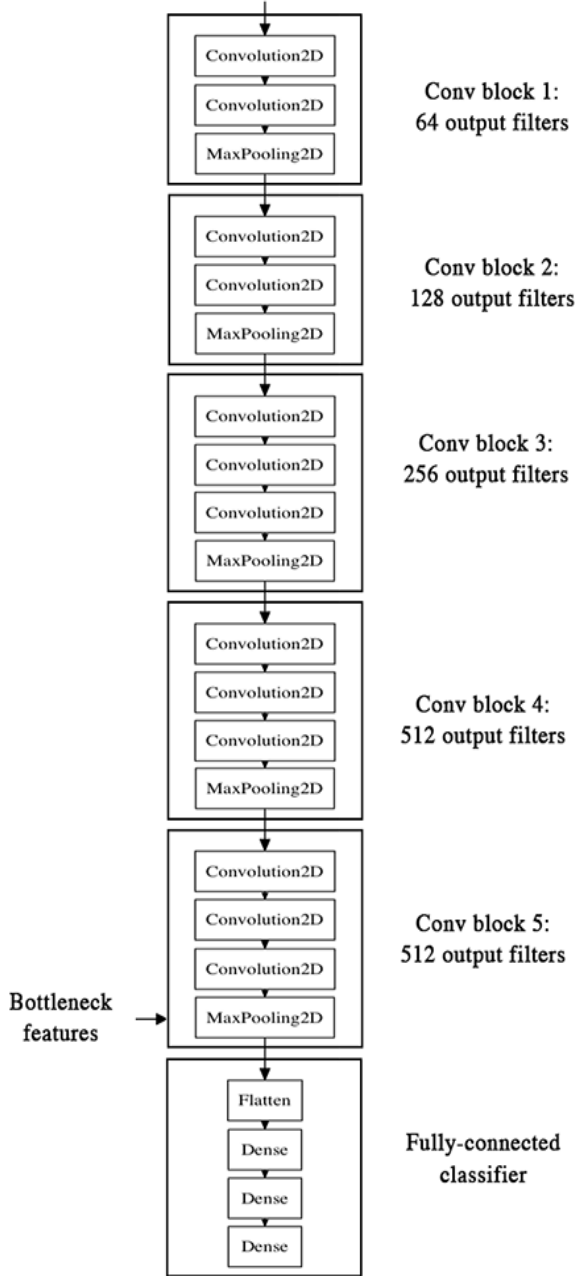 Convolution2D
Convolution2D
MaxPooling2D
Conv block 1:
64 output filters
Convolution2D
Convolution2D
MaxPooling2D
Conv block 2:
128 output filters
Convolution2D
Convolution2D
Convolution2D
MaxPooling2D
Conv block 3:
256 output filters
Convolution2D
Convolution2D
Convolution2D
MaxPooling2D
Conv block 4:
512 output filters
Convolution2D
Convolution2D
Convolution2D
MaxPooling2D
Conv block 5:
512 output filters
Bottleneck
features
Flatten
Dense
Dense
Dense
Fully-connected
classifier